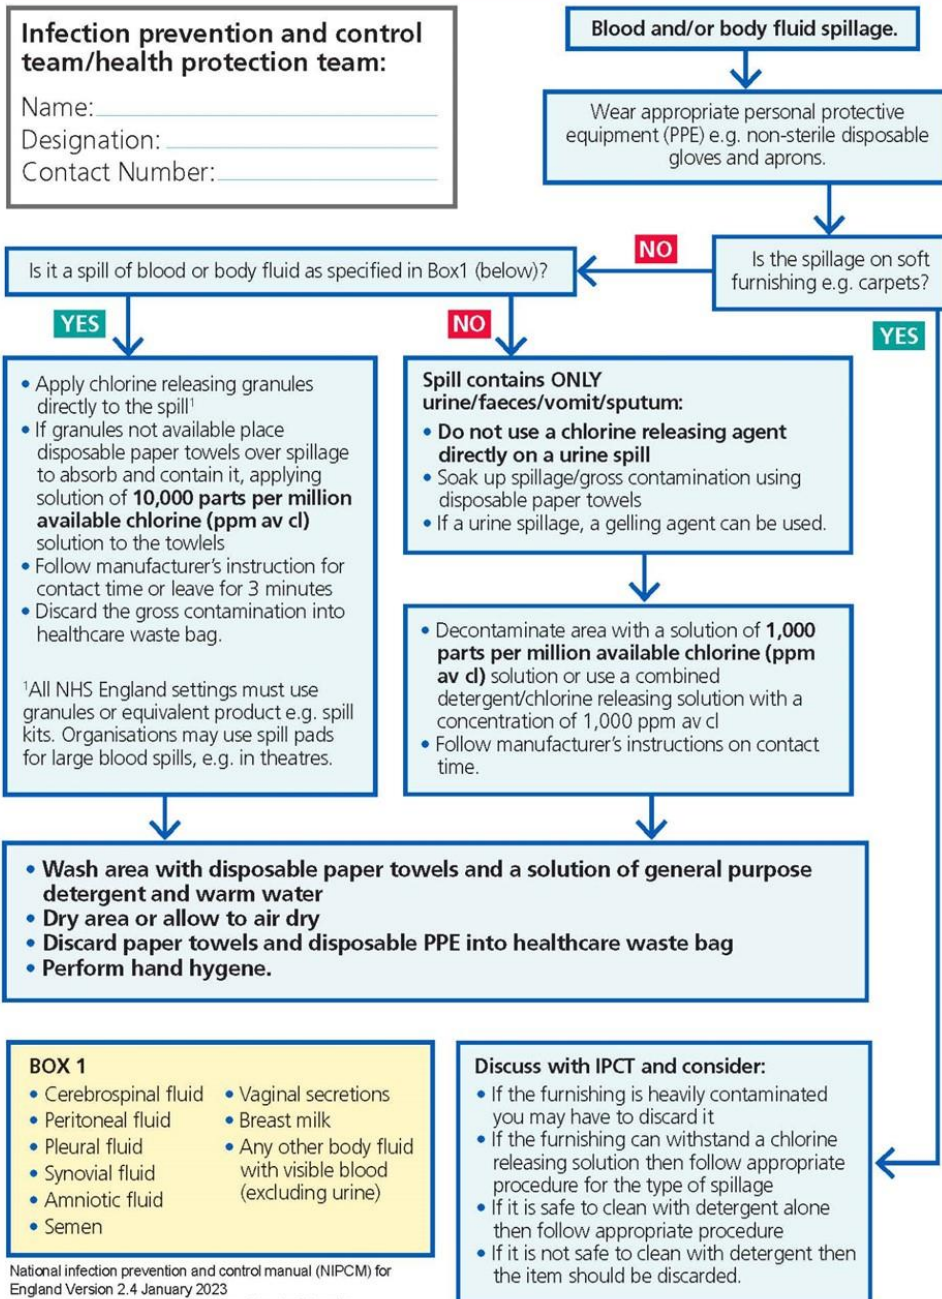 Infection prevention and control
team/health protection team:
Name:
Designation:
Contact Number:
Blood and/or body fluid spillage.
Wear appropriate personal protective
equipment (PPE) e.g. non-sterile disposable
gloves and aprons.
Is the spillage on soft
furnishing e.g. carpets?
NO
YES
Is it a spill of blood or body fluid as specified in Box1 (below)?
YES
NO
• Apply chlorine releasing granules
directly to the spill¹
• If granules not available place
disposable paper towels over spillage
to absorb and contain it, applying
solution of 10,000 parts per million
available chlorine (ppm av cl)
solution to the towlels
• Follow manufacturer's instruction for
contact time or leave for 3 minutes
• Discard the gross contamination into
healthcare waste bag.
¹All NHS England settings must use
granules or equivalent product e.g. spill
kits. Organisations may use spill pads
for large blood spills, e.g. in theatres.
Spill contains ONLY
urine/faeces/vomit/sputum:
• Do not use a chlorine releasing agent
directly on a urine spill
• Soak up spillage/gross contamination using
disposable paper towels
• If a urine spillage, a gelling agent can be used.
• Decontaminate area with a solution of 1,000
parts per million available chlorine (ppm
av cl) solution or use a combined
detergent/chlorine releasing solution with a
concentration of 1,000 ppm av cl
• Follow manufacturer's instructions on contact
time.
• Wash area with disposable paper towels and a solution of general purpose
detergent and warm water
• Dry area or allow to air dry
• Discard paper towels and disposable PPE into healthcare waste bag
• Perform hand hygene.
BOX 1
• Cerebrospinal fluid
• Peritoneal fluid
• Pleural fluid
• Synovial fluid
• Amniotic fluid
• Semen
• Vaginal secretions
• Breast milk
• Any other body fluid
with visible blood
(excluding urine)
Discuss with IPCT and consider:
• If the furnishing is heavily contaminated
you may have to discard it
• If the furnishing can withstand a chlorine
releasing solution then follow appropriate
procedure for the type of spillage
• If it is safe to clean with detergent alone
then follow appropriate procedure
• If it is not safe to clean with detergent then
the item should be discarded.
National infection prevention and control manual (NIPCM) for
England Version 2.4 January 2023